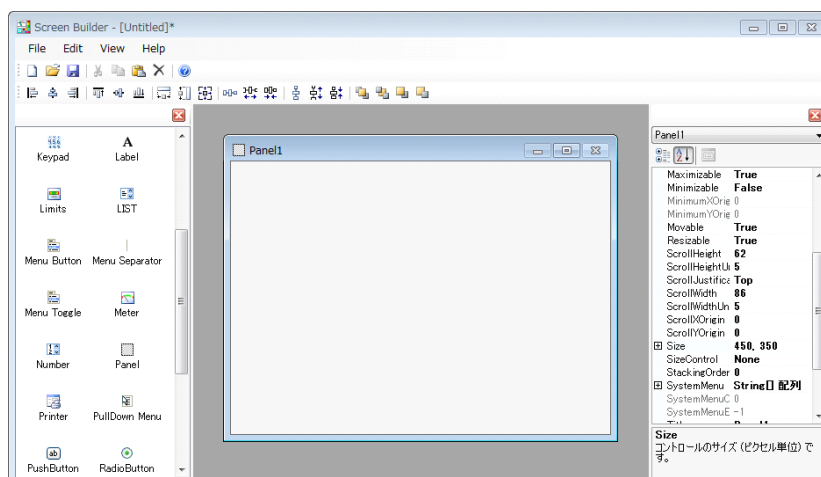 Screen Builder - [Untitled]*
File Edit View Help
Keypad Label
Limits LIST
Menu Button Menu Separator
Menu Toggle Meter
Number Panel
Printer PullDown Menu
PushButton RadioButton
Panel1
Panel1
Maximizable True
Minimizable False
MinimumXOrig 0
MinimumYOrig 0
Movable True
Resizable True
ScrollHeight 62
ScrollHeightUn 5
ScrollJustifica Top
ScrollWidth 86
ScrollWidthUn 5
ScrollXOrigin 0
ScrollYOrigin 0
Size 450, 350
SizeControl None
StackingOrder 0
SystemMenu String[] 配列
SystemMenuC 0
SystemMenuE -1
Size
コントロールのサイズ (ピクセル単位) で
す。